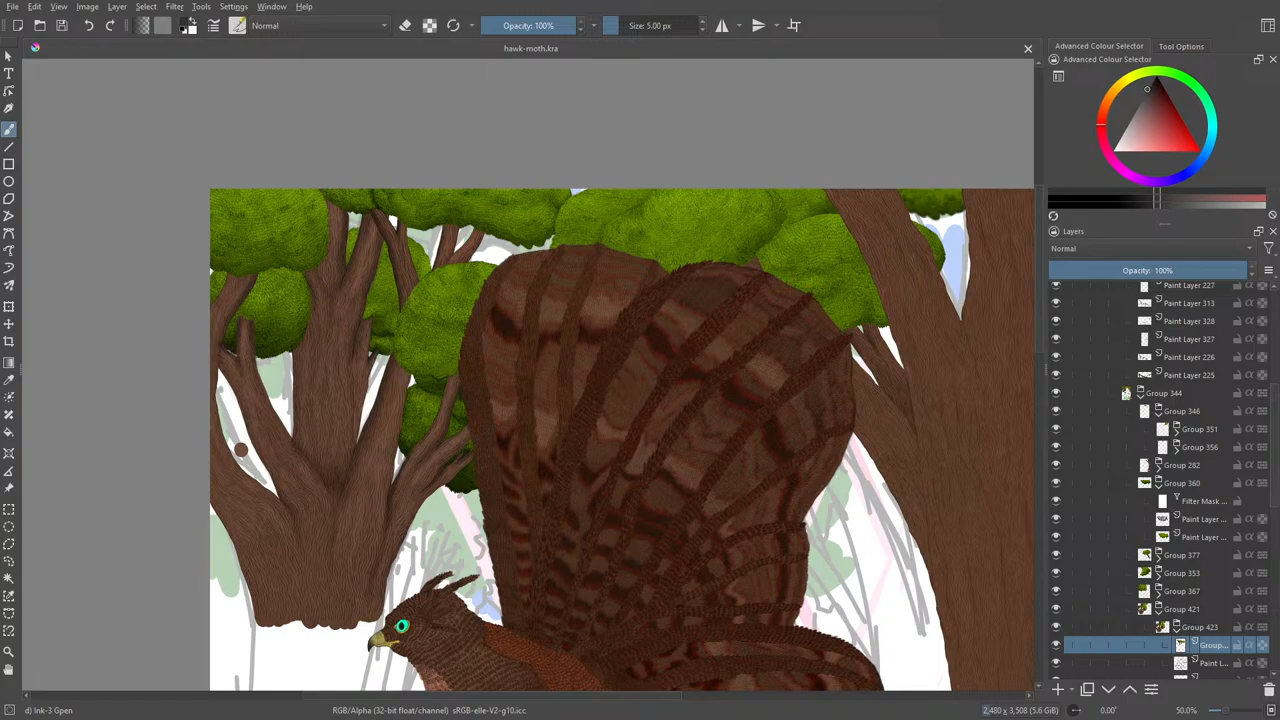 File Edit View Image Layer Select Filter Tools Settings Window Help
Normal Opacity: 100% Size: 5.00 px
hawk-moth.kra
Advanced Colour Selector Tool Options
Advanced Colour Selector
Layers
Normal
Opacity: 100%
Paint Layer 227
Paint Layer 313
Paint Layer 328
Paint Layer 327
Paint Layer 226
Paint Layer 225
Group 344
Group 346
Group 351
Group 356
Group 282
Group 360
Filter Mask ...
Paint Layer ...
Paint Layer ...
Group 377
Group 353
Group 367
Group 421
Group 423
Group...
Paint L...
d) Ink-3 Gpen RGB/Alpha (32-bit float/channel) sRGB-elle-V2-g10.icc 2,480 x 3,508 (5.6 GiB) 0.00° 50.0%